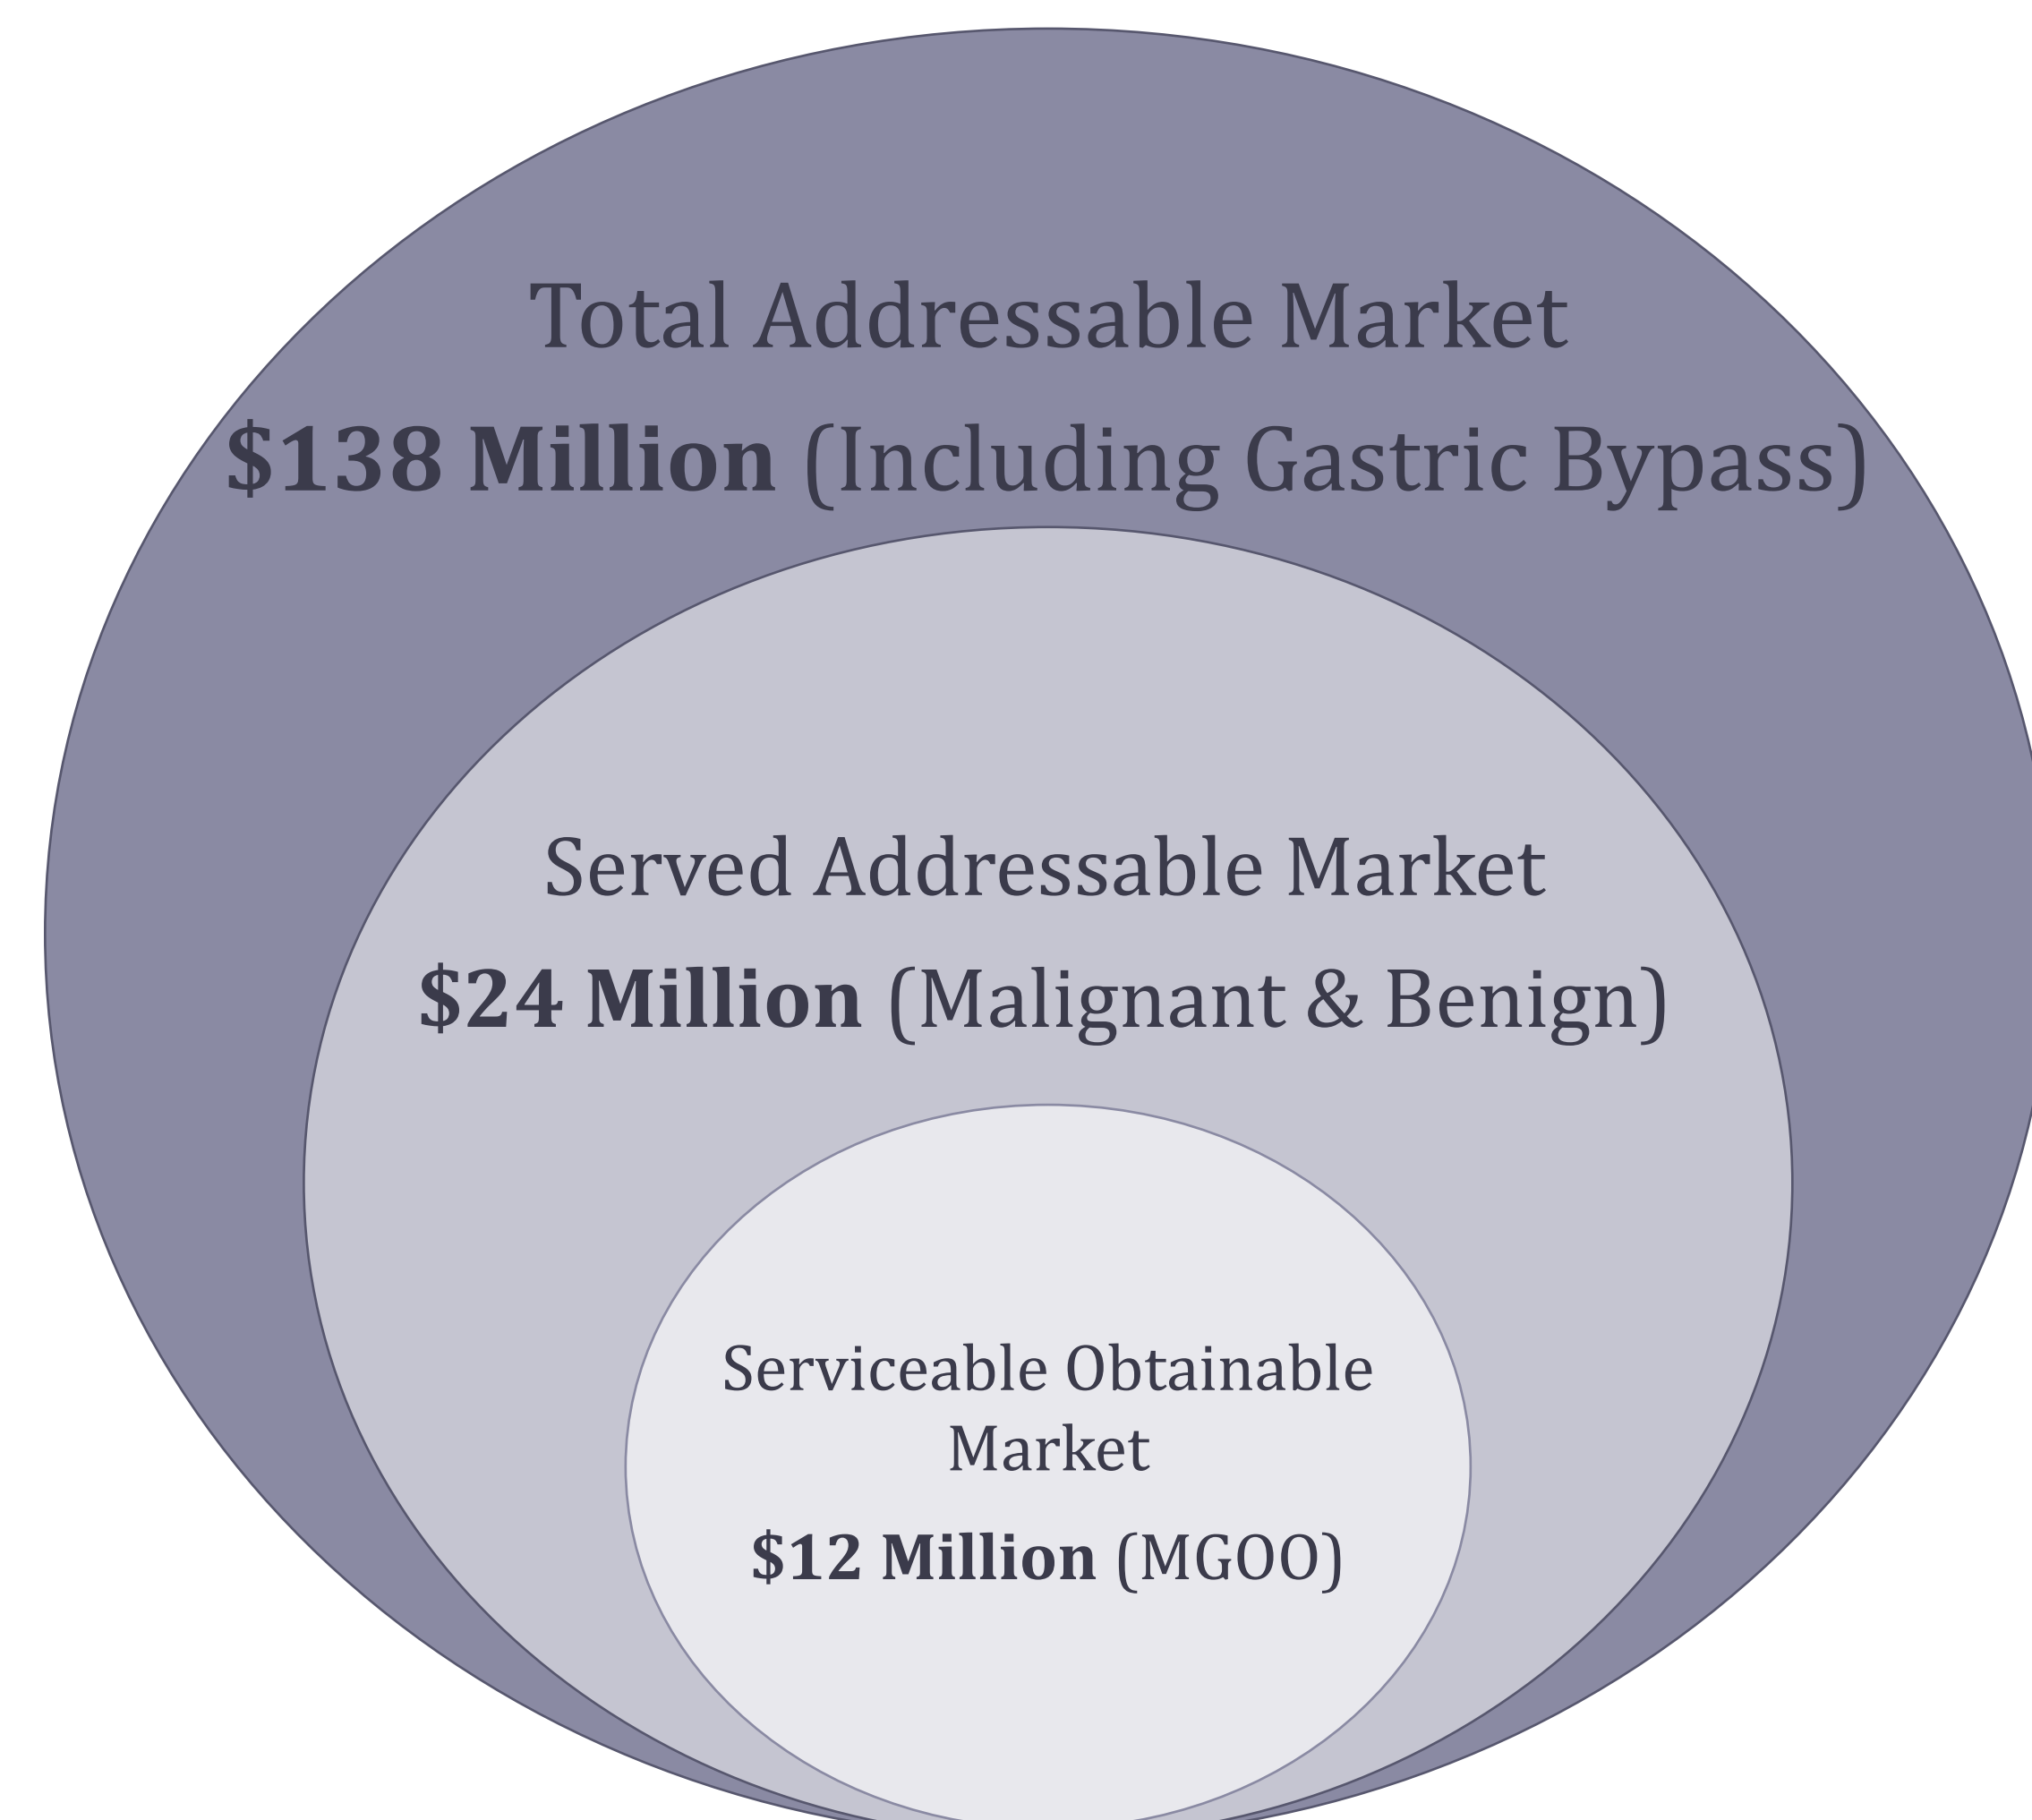 Total Addressable Market
$138 Million (Including Gastric Bypass)
Served Addressable Market
$24 Million (Malignant & Benign)
Serviceable Obtainable
Market
$12 Million (MGOO)